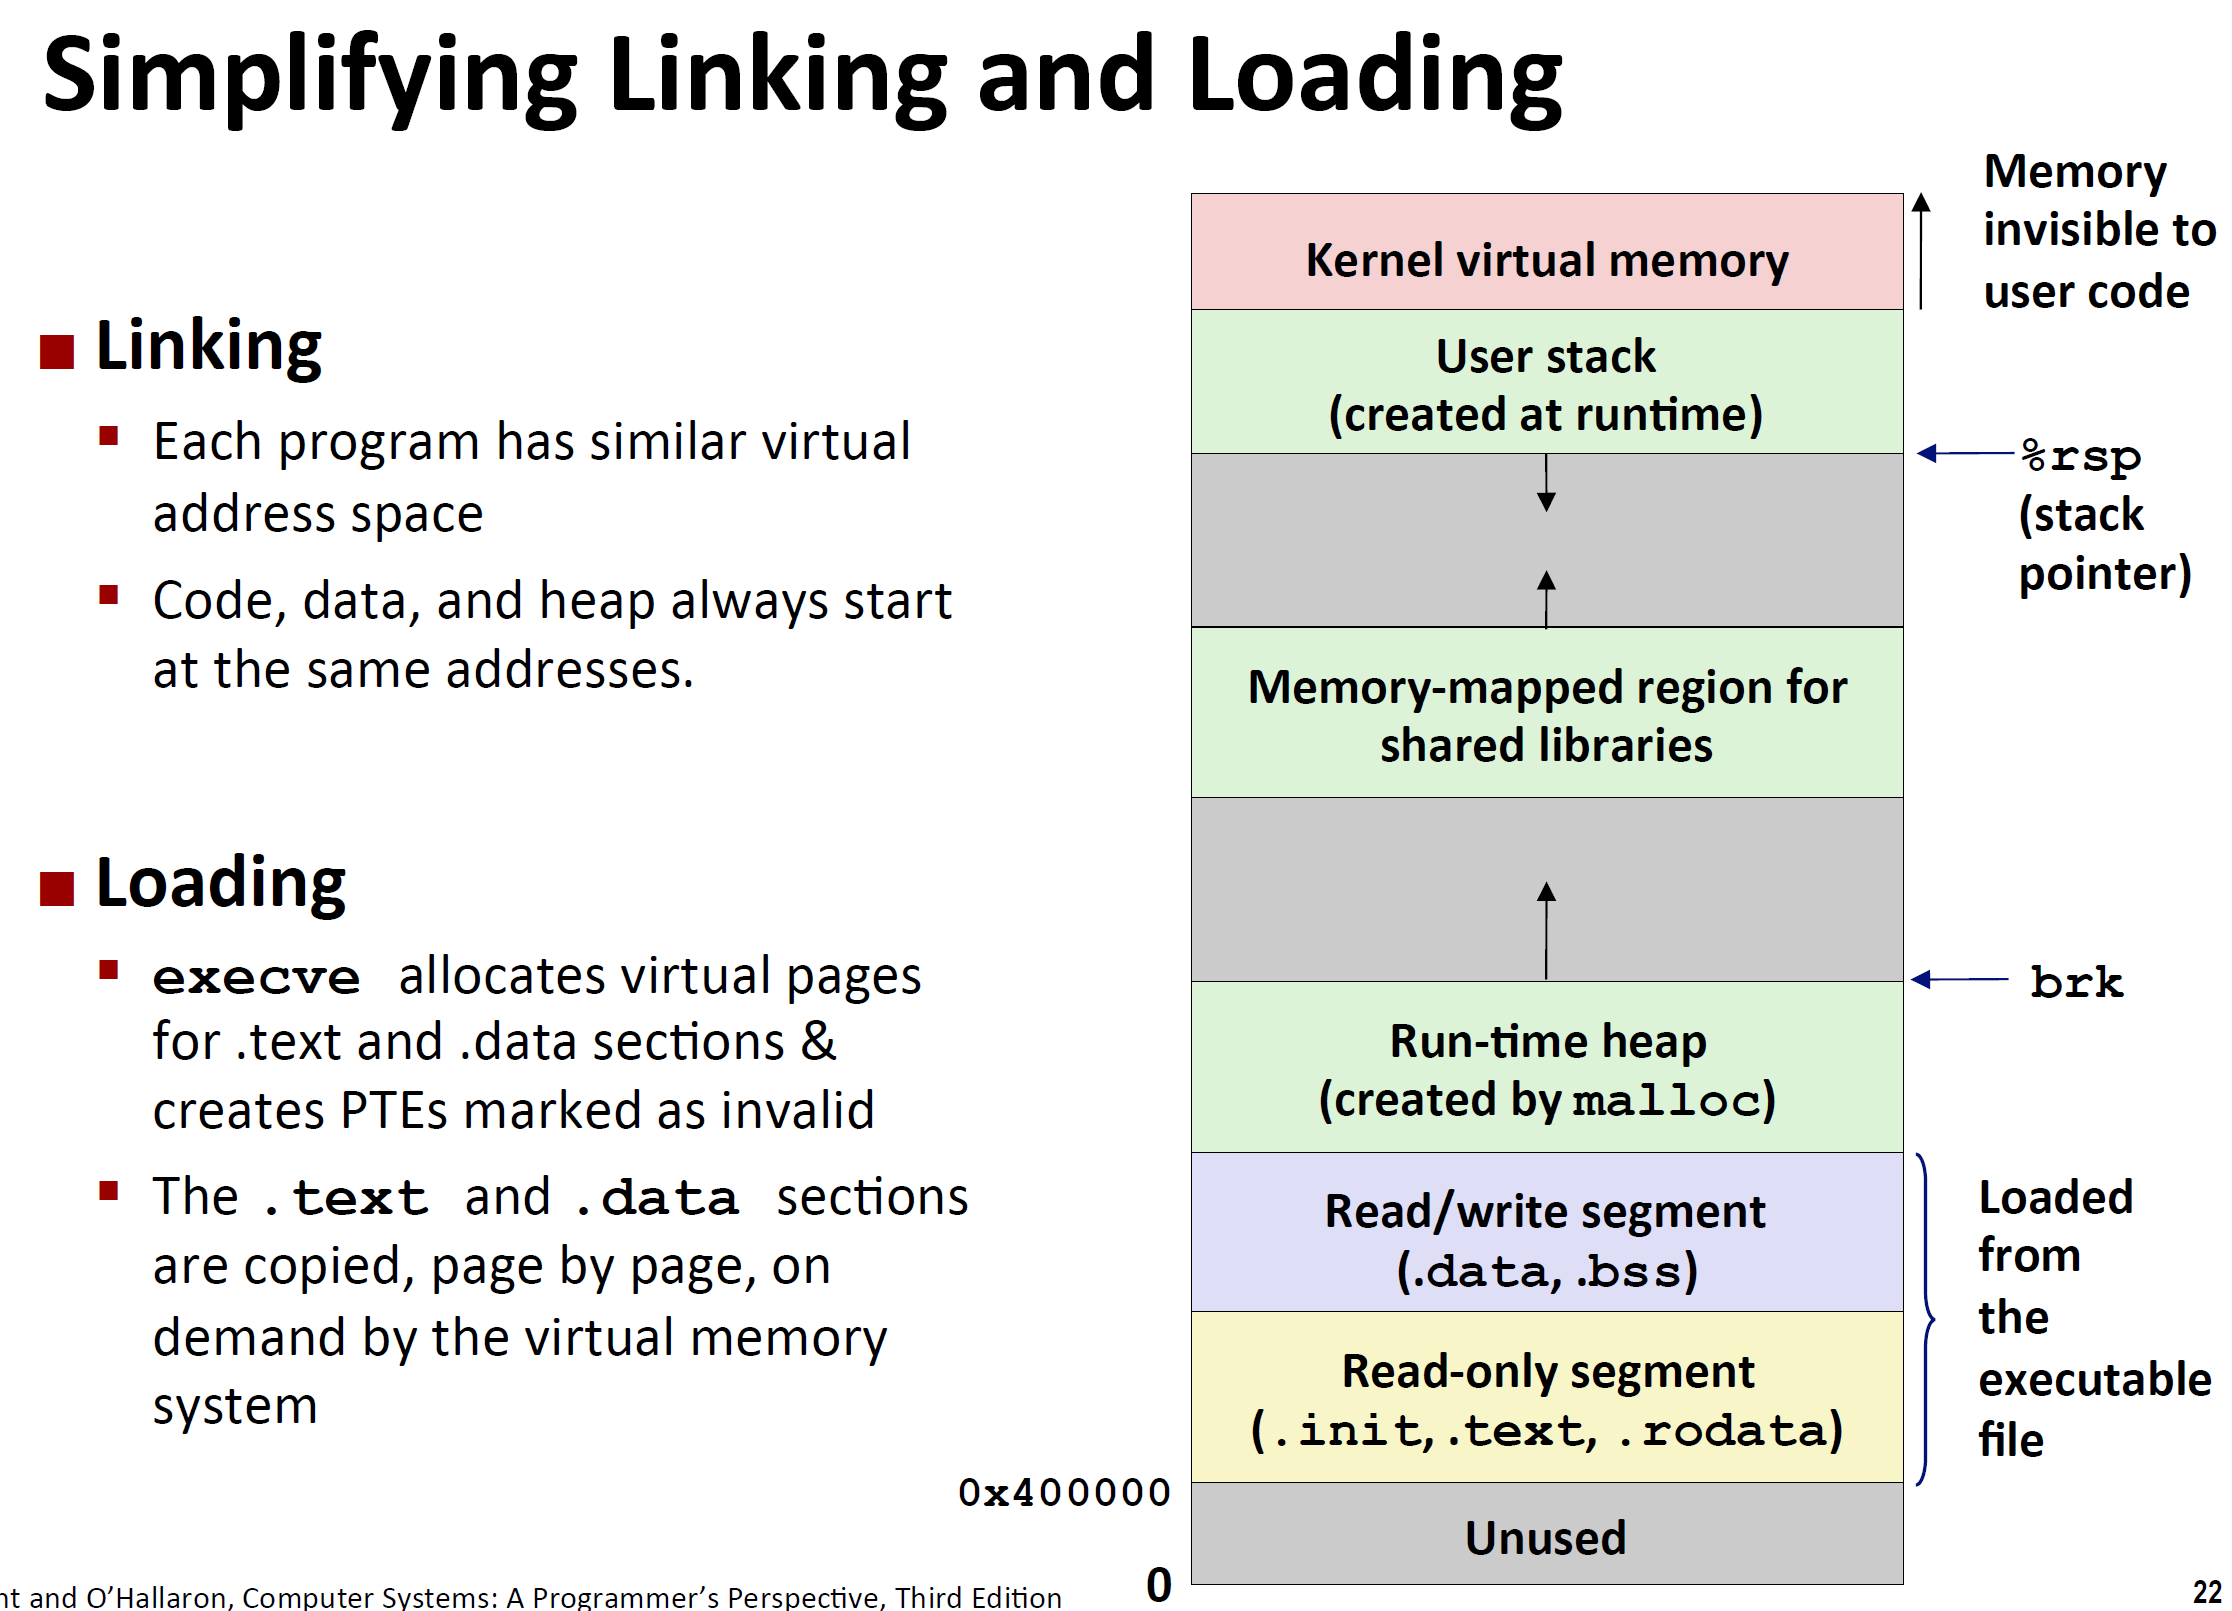 Simplifying Linking and Loading
Linking
Each program has similar virtual
address space
Code, data, and heap always start
at the same addresses.
Loading
execve allocates virtual pages
for .text and .data sections &
creates PTEs marked as invalid
The .text and .data sections
are copied, page by page, on
demand by the virtual memory
system
Kernel virtual memory
User stack
(created at runtime)
Memory-mapped region for
shared libraries
Run-time heap
(created by malloc)
Read/write segment
(.data, .bss)
Read-only segment
(.init, .text, .rodata)
Unused
Memory
invisible to
user code
%rsp
(stack
pointer)
brk
Loaded
from
the
executable
file
0x400000
0
and O'Hallaron, Computer Systems: A Programmer's Perspective, Third Edition
22